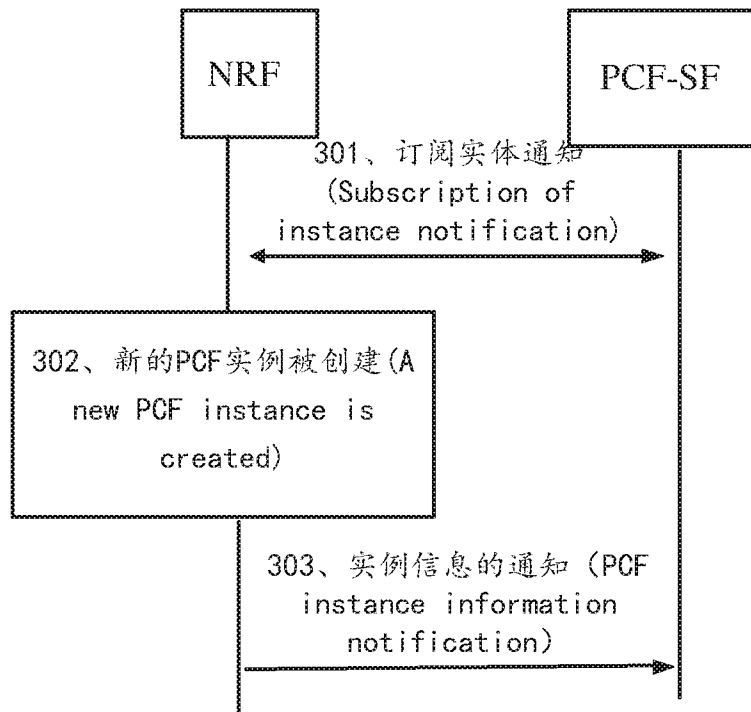 NRF
PCF-SF
301、订阅实体通知
(Subscription of
instance notification)
302、新的PCF实例被创建(A
new PCF instance is
created)
303、实例信息的通知 (PCF
instance information
notification)